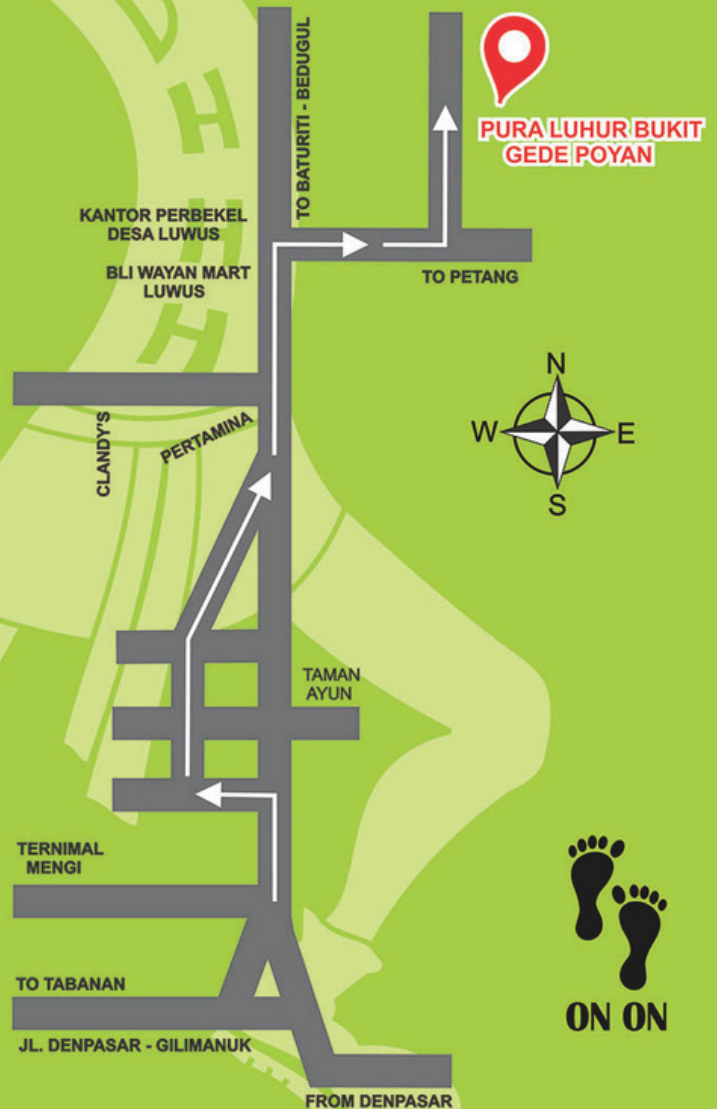 TO BATURITI - BEDUGUL
PURA LUHUR BUKIT
GEDE POYAN
KANTOR PERBEKEL
DESA LUWUS
BLI WAYAN MART
LUWUS
TO PETANG
H
H
H
N
W
E
S
CLANDY'S
PERTAMINA
TAMAN
AYUN
TERNIMAL
MENGI
TO TABANAN
JL. DENPASAR - GILIMANUK
ON ON
FROM DENPASAR